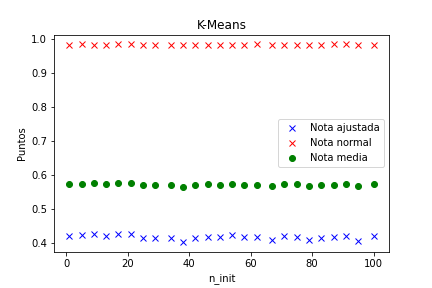 K-Means
1.0
0.9
0.8
0.7
0.6
0.5
0.4
Puntos
Nota ajustada
Nota normal
Nota media
0 20 40 60 80 100
n_init